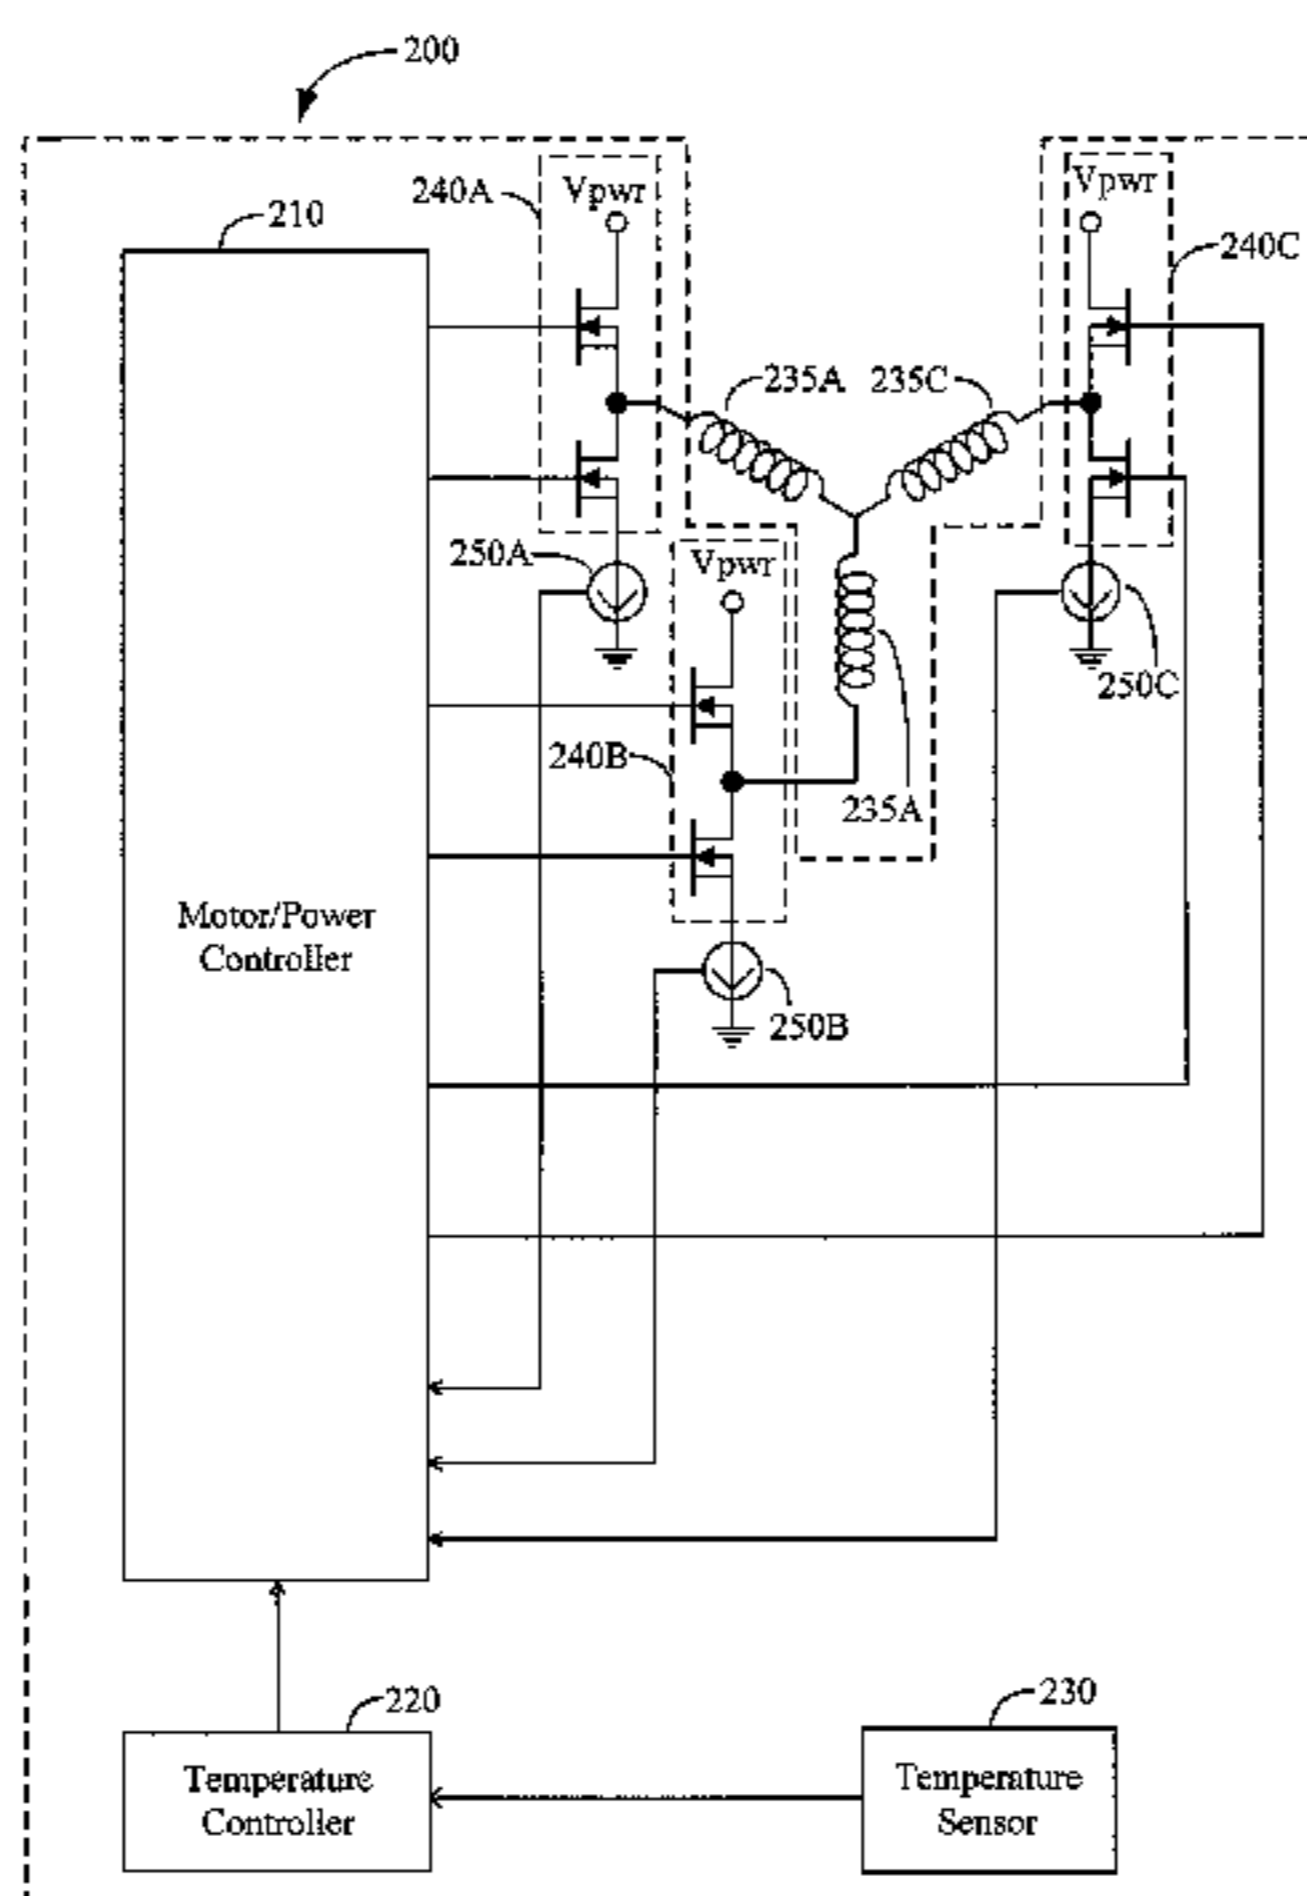 200
240A
Vpwr
Vpwr
210
240C
235A
235C
250A
Vpwr
250C
240B
235A
Motor/Power
Controller
250B
220
230
Temperature
Controller
Temperature
Sensor